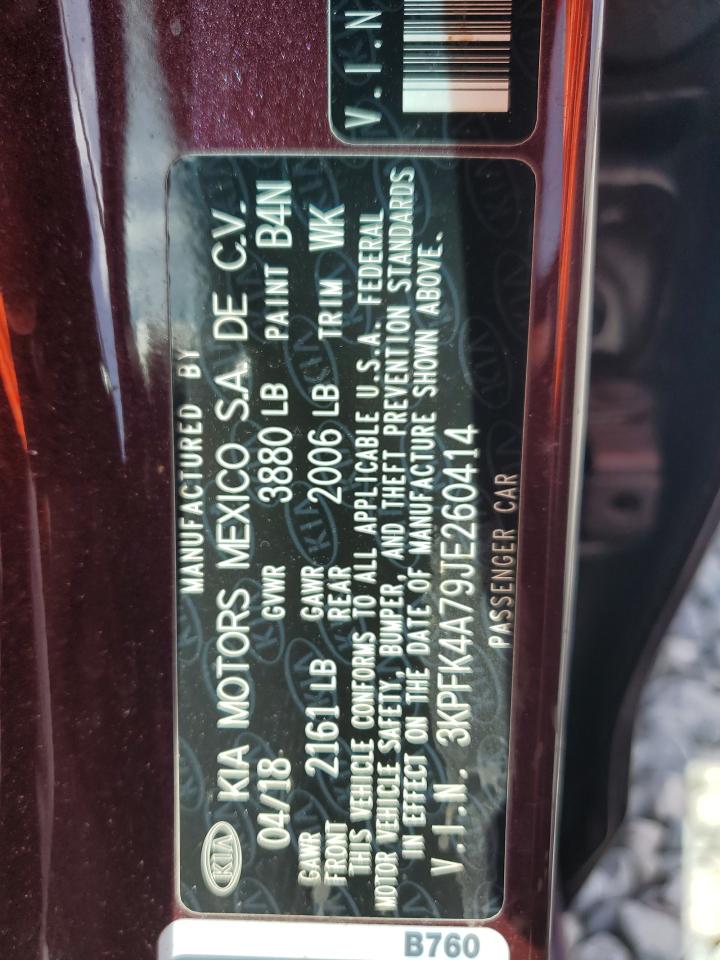 V.I.N
MANUFACTURED BY
KIA KIA MOTORS MEXICO S.A. DE C.V.
04/18 GVWR 3880 LB PAINT B4N
GAWR FRONT 2161 LB GAWR REAR 2006 LB TRIM WK
THIS VEHICLE CONFORMS TO ALL APPLICABLE U.S.A. FEDERAL
MOTOR VEHICLE SAFETY, BUMPER, AND THEFT PREVENTION STANDARDS
IN EFFECT ON THE DATE OF MANUFACTURE SHOWN ABOVE.
V.I.N. 3KPFK4A79JE260414
PASSENGER CAR
B760